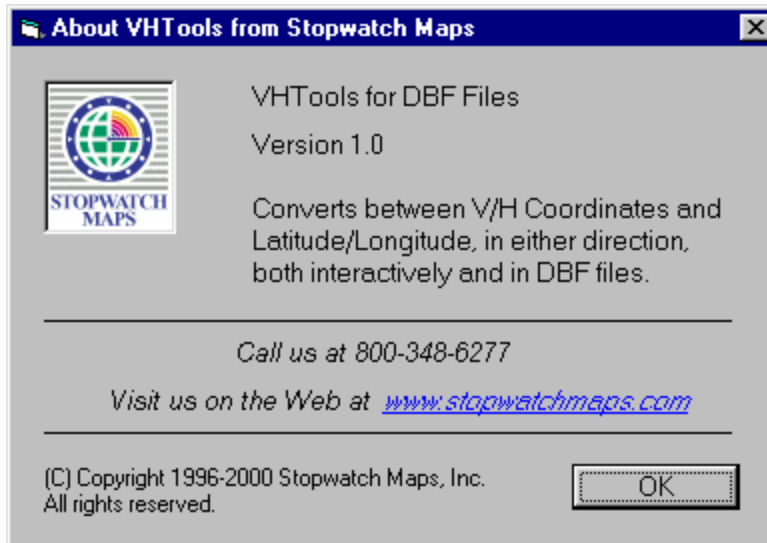 About VHTools from Stopwatch Maps
VHTools for DBF Files
Version 1.0
STOPWATCH
MAPS
Converts between V/H Coordinates and
Latitude/Longitude, in either direction,
both interactively and in DBF files.
Call us at 800-348-6277
Visit us on the Web at www.stopwatchmaps.com
(C) Copyright 1996-2000 Stopwatch Maps, Inc.
All rights reserved.
OK